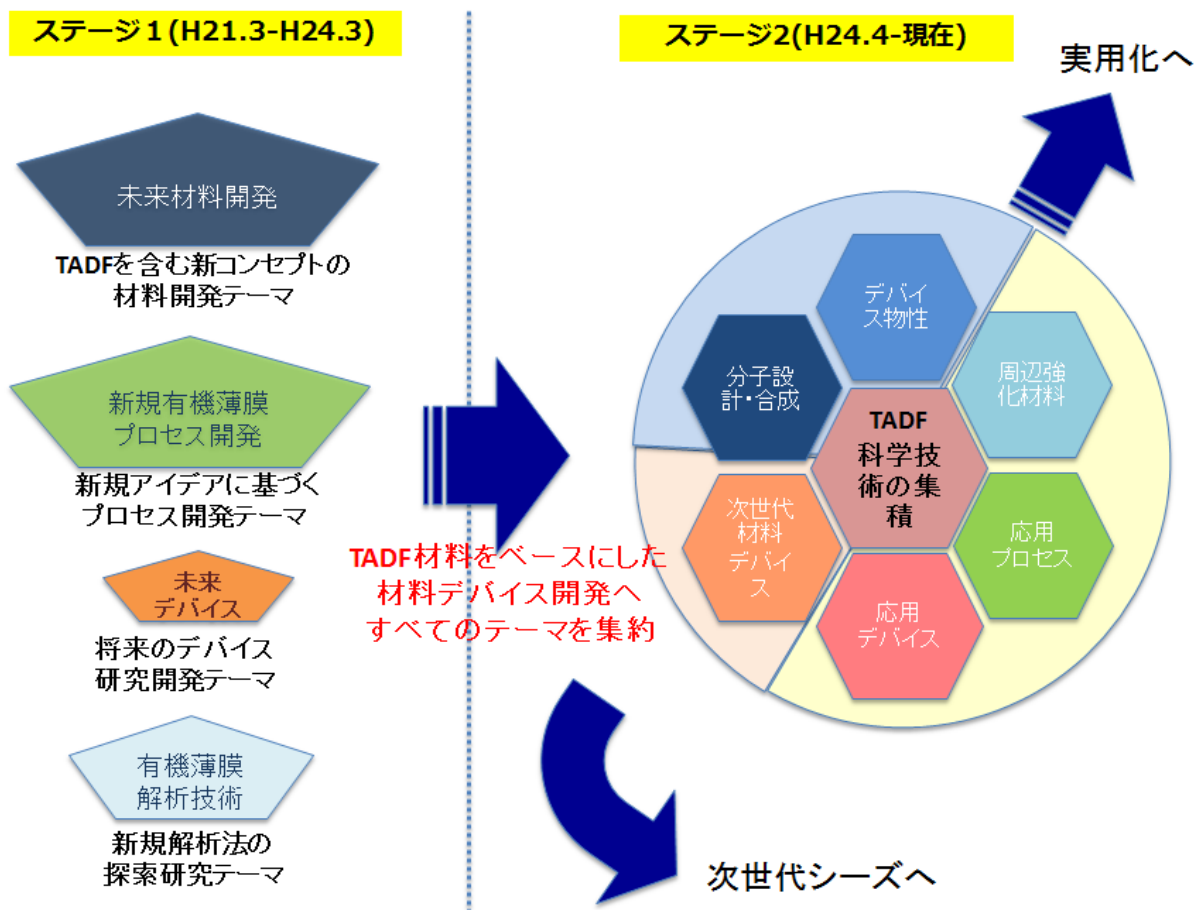 ステージ１(H21.3-H24.3)
未来材料開発
TADFを含む新コンセプトの
材料開発テーマ
新規有機薄膜
プロセス開発
新規アイデアに基づく
プロセス開発テーマ
未来
デバイス
将来のデバイス
研究開発テーマ
有機薄膜
解析技術
新規解析法の
探索研究テーマ
TADF材料をベースにした
材料デバイス開発へ
すべてのテーマを集約
ステージ2(H24.4-現在)
実用化へ
デバイ
ス物性
分子設
計・合成
周辺強
化材料
TADF
科学技
術の集
積
次世代
材料
デバイ
ス
応用
プロセス
応用
デバイス
次世代シーズへ